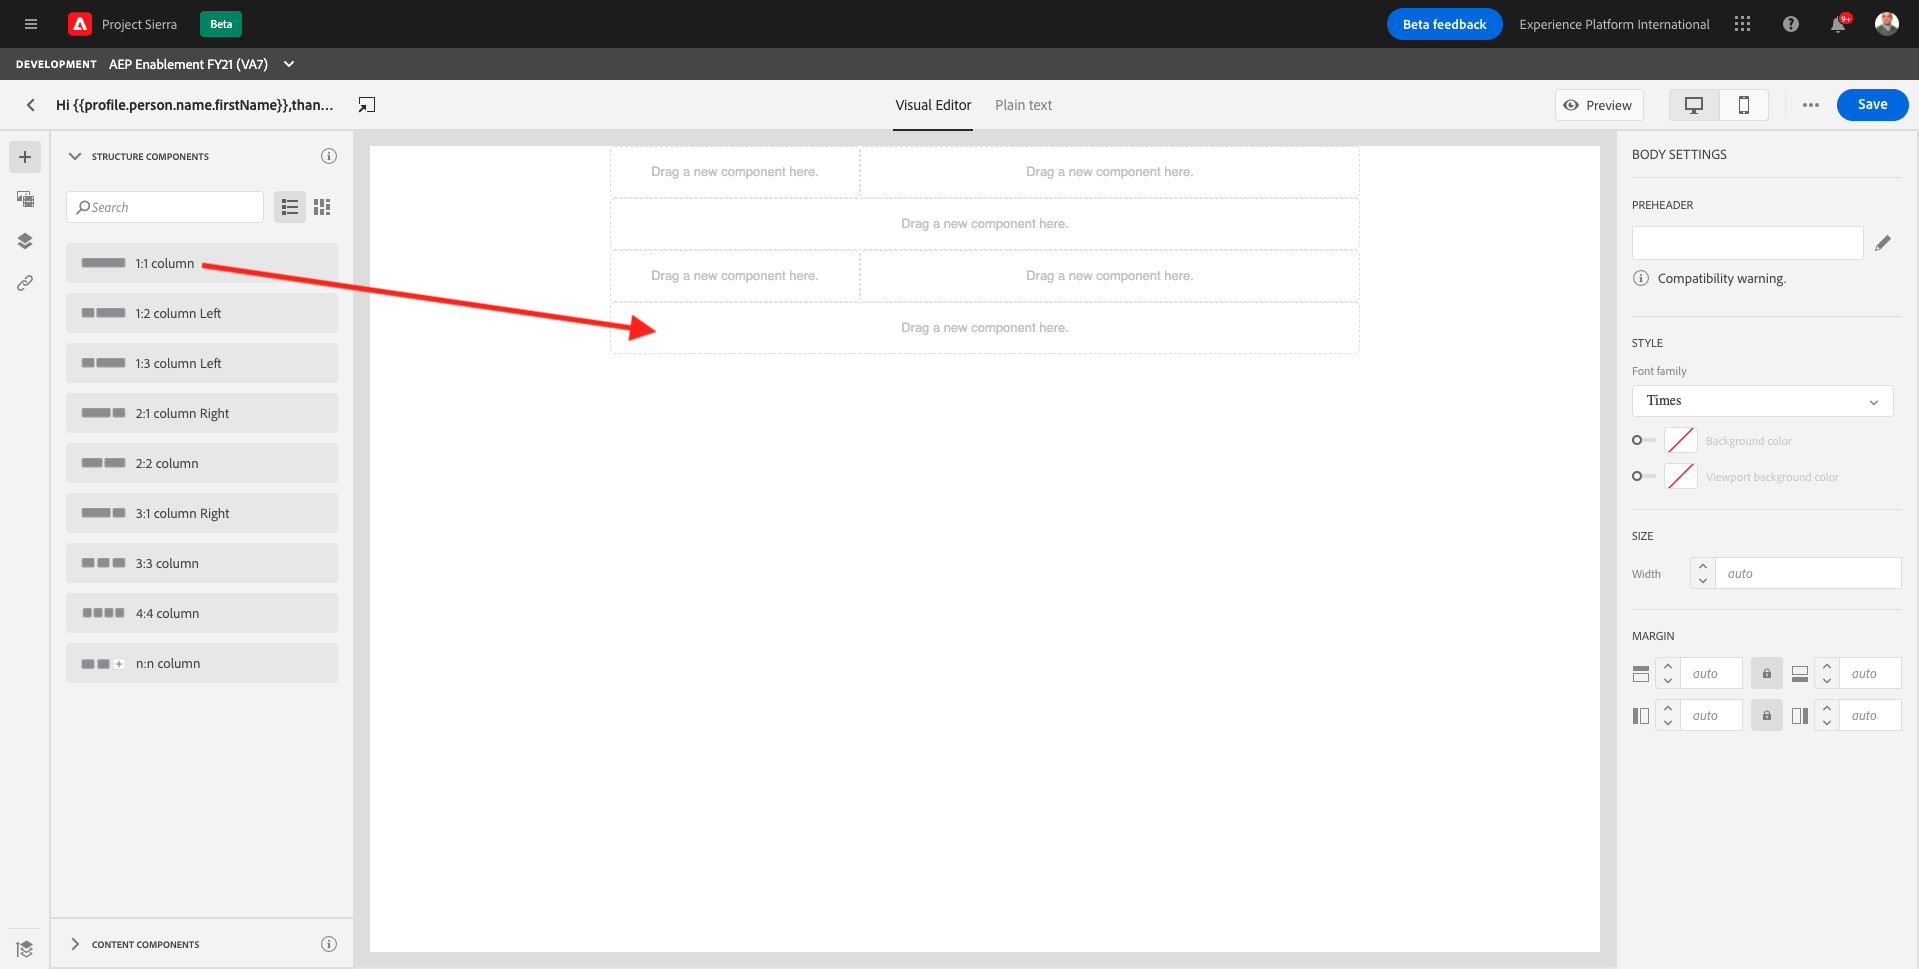 Project Sierra
Beta
Beta feedback
Experience Platform International
9+
DEVELOPMENT AEP Enablement FY21 (VA7)
Hi {{profile.person.name.firstName}},than...
Visual Editor
Plain text
Preview
Save
STRUCTURE COMPONENTS
Search
1:1 column
1:2 column Left
1:3 column Left
2:1 column Right
2:2 column
3:1 column Right
3:3 column
4:4 column
n:n column
CONTENT COMPONENTS
Drag a new component here.
Drag a new component here.
Drag a new component here.
Drag a new component here.
Drag a new component here.
Drag a new component here.
BODY SETTINGS
PREHEADER
Compatibility warning.
STYLE
Font family
Times
Background color
Viewport background color
SIZE
Width
auto
MARGIN
auto
auto
auto
auto